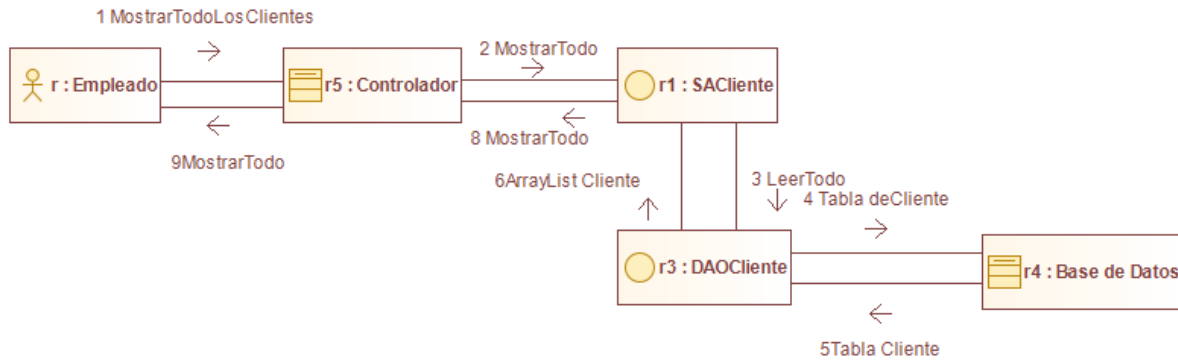 1 MostrarTodoLosClientes
2 MostrarTodo
r : Empleado
r5 : Controlador
r1 : SACliente
9MostrarTodo
8 MostrarTodo
6ArrayList Cliente
3 LeerTodo
4 Tabla deCliente
r3 : DAOCliente
r4 : Base de Datos
5Tabla Cliente